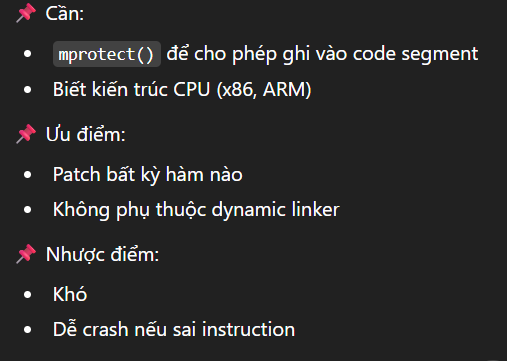 📌 Cần:
• mprotect() để cho phép ghi vào code segment
• Biết kiến trúc CPU (x86, ARM)
📌 Ưu điểm:
• Patch bất kỳ hàm nào
• Không phụ thuộc dynamic linker
📌 Nhược điểm:
• Khó
• Dễ crash nếu sai instruction